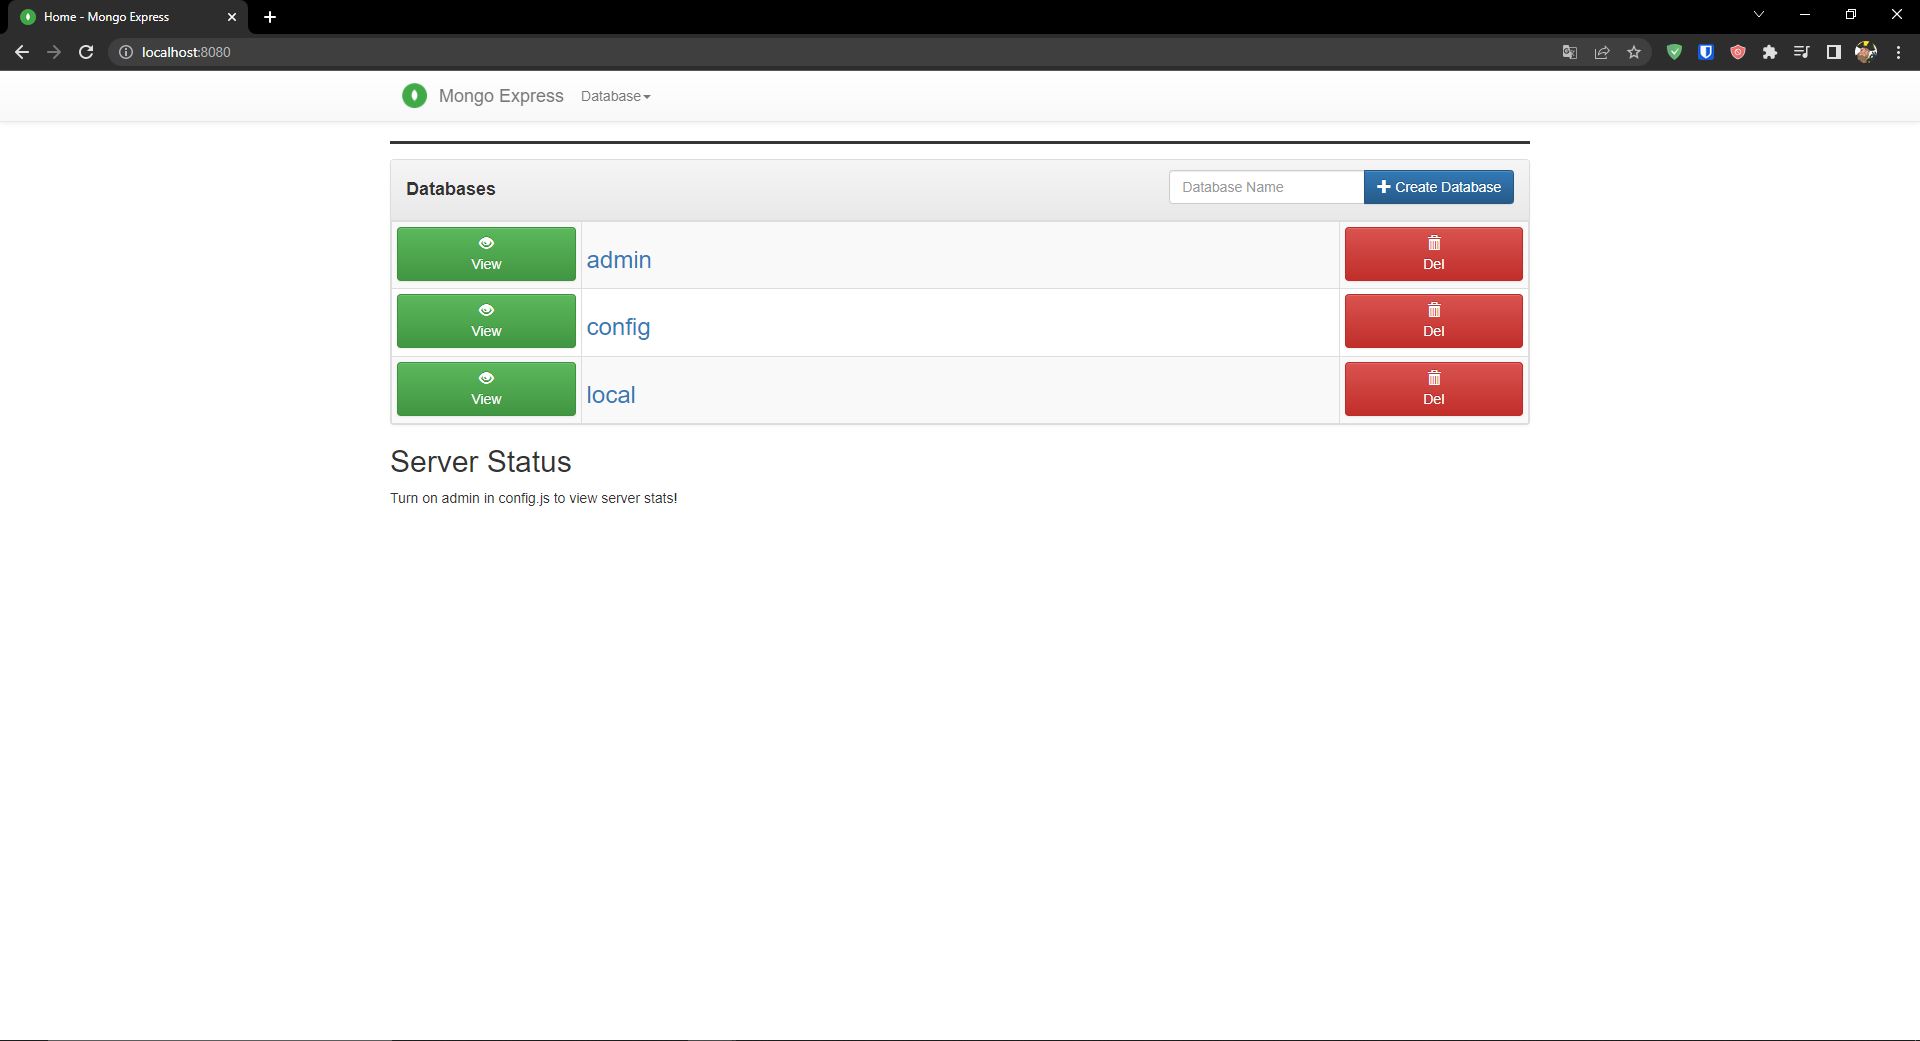 Home - Mongo Express
localhost:8080
Mongo Express Database
Databases
Database Name Create Database
View admin Del
View config Del
View local Del
Server Status
Turn on admin in config.js to view server stats!